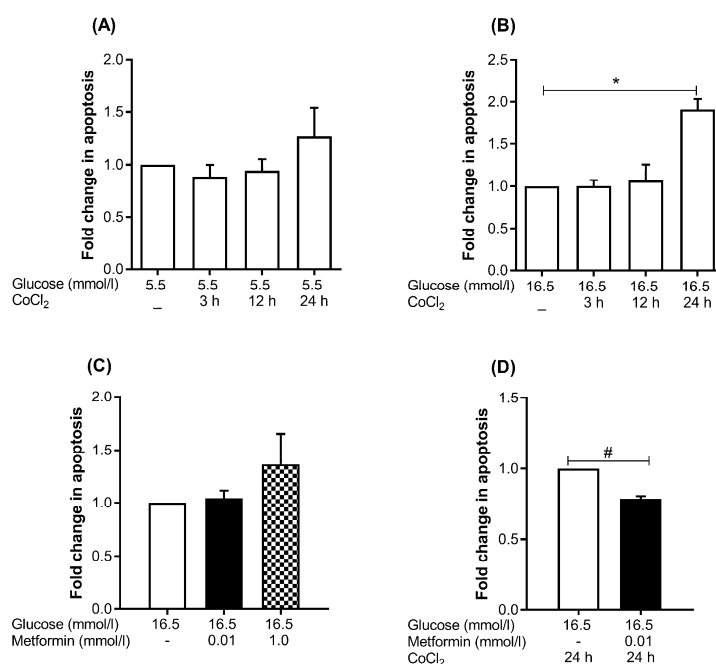 (A)
Fold change in apoptosis
2.0
1.5
1.0
0.5
0.0
Glucose (mmol/l) 5.5 5.5 5.5 5.5
CoCl₂ _ 3 h 12 h 24 h
(B)
Fold change in apoptosis
2.5
2.0
1.5
1.0
0.5
0.0
*
Glucose (mmol/l) 16.5 16.5 16.5 16.5
CoCl₂ _ 3 h 12 h 24 h
(C)
Fold change in apoptosis
2.0
1.5
1.0
0.5
0.0
Glucose (mmol/l) 16.5 16.5 16.5
Metformin (mmol/l) - 0.01 1.0
(D)
Fold change in apoptosis
1.5
1.0
0.5
0.0
#
Glucose (mmol/l) 16.5 16.5
Metformin (mmol/l) - 0.01
CoCl₂ 24 h 24 h